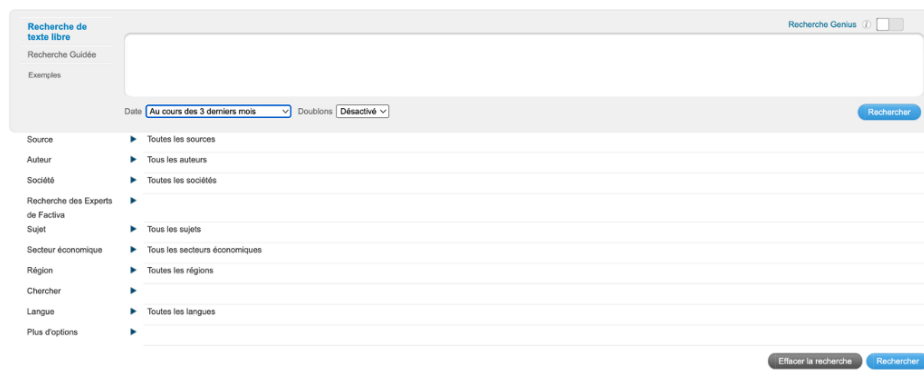 Recherche de
texte libre
Recherche Genius i
Recherche Guidée
Exemples
Date Au cours des 3 derniers mois Doublons Désactivé Rechercher
Source Toutes les sources
Auteur Tous les auteurs
Société Toutes les sociétés
Recherche des Experts
de Factiva
Sujet Tous les sujets
Secteur économique Tous les secteurs économiques
Région Toutes les régions
Chercher
Langue Toutes les langues
Plus d'options
Effacer la recherche Rechercher